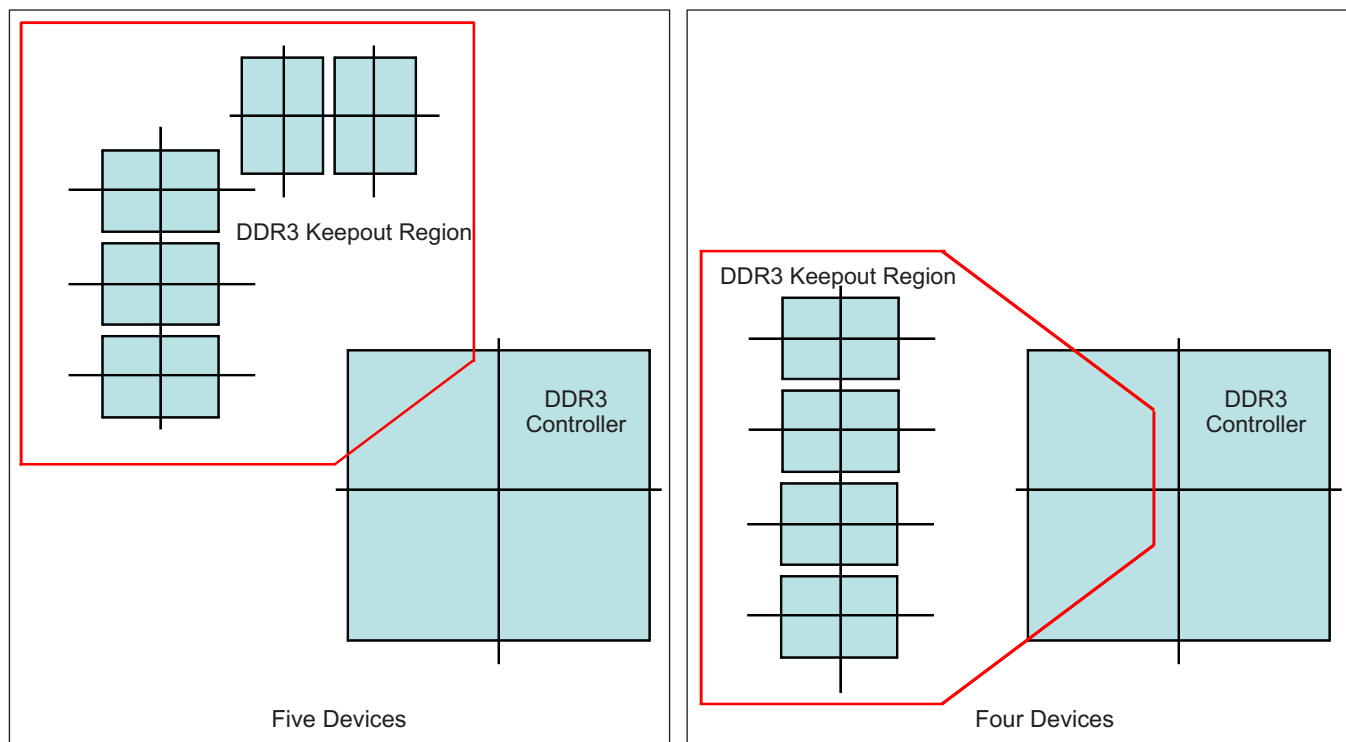 DDR3 Keepout Region
DDR3
Controller
Five Devices
DDR3 Keepout Region
DDR3
Controller
Four Devices